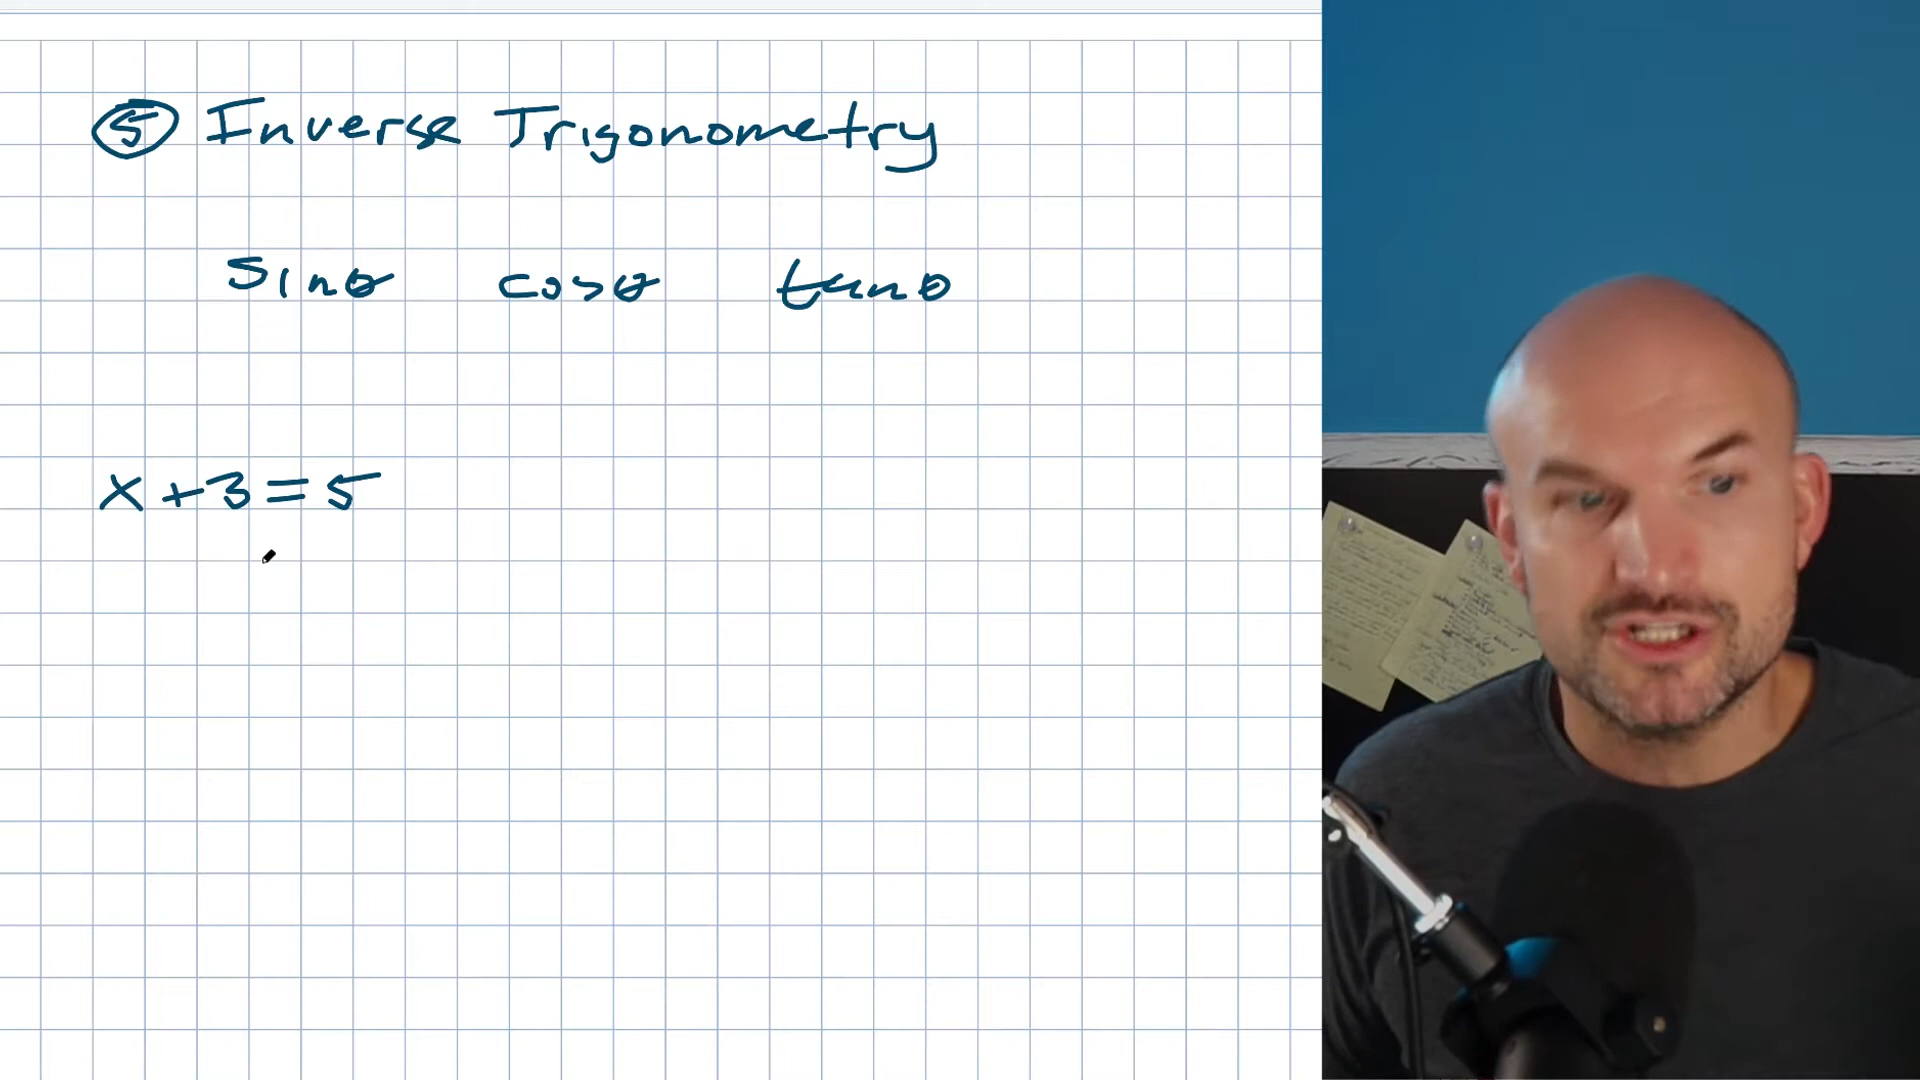 ⑤ Inverse Trigonometry
sinθ cosθ tanθ
x + 3 = 5